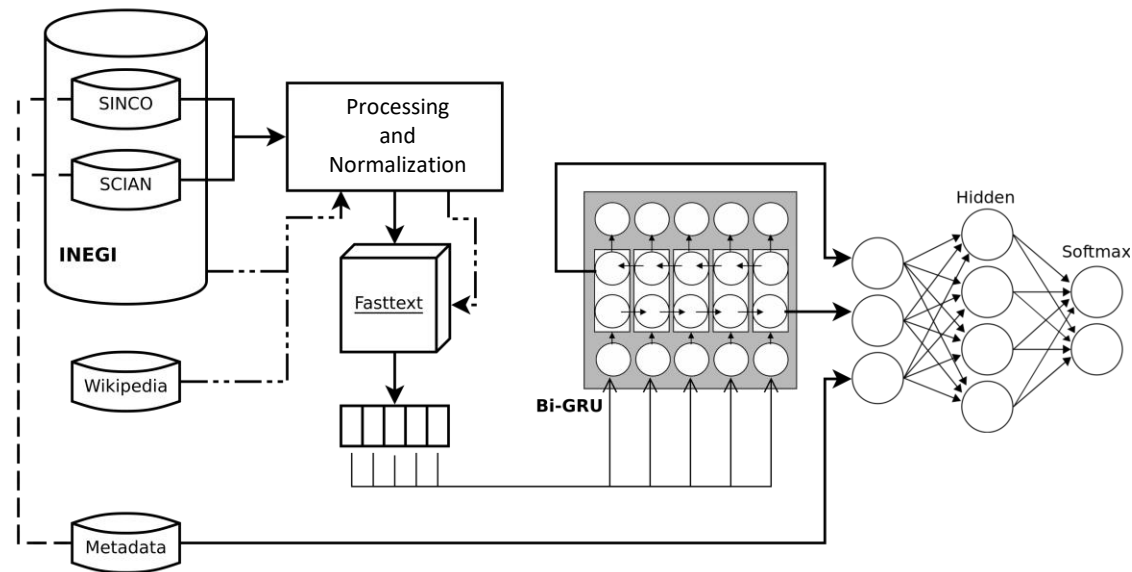 SINCO
SCIAN
INEGI
Processing
and
Normalization
Fasttext
Wikipedia
Metadata
Bi-GRU
Hidden
Softmax